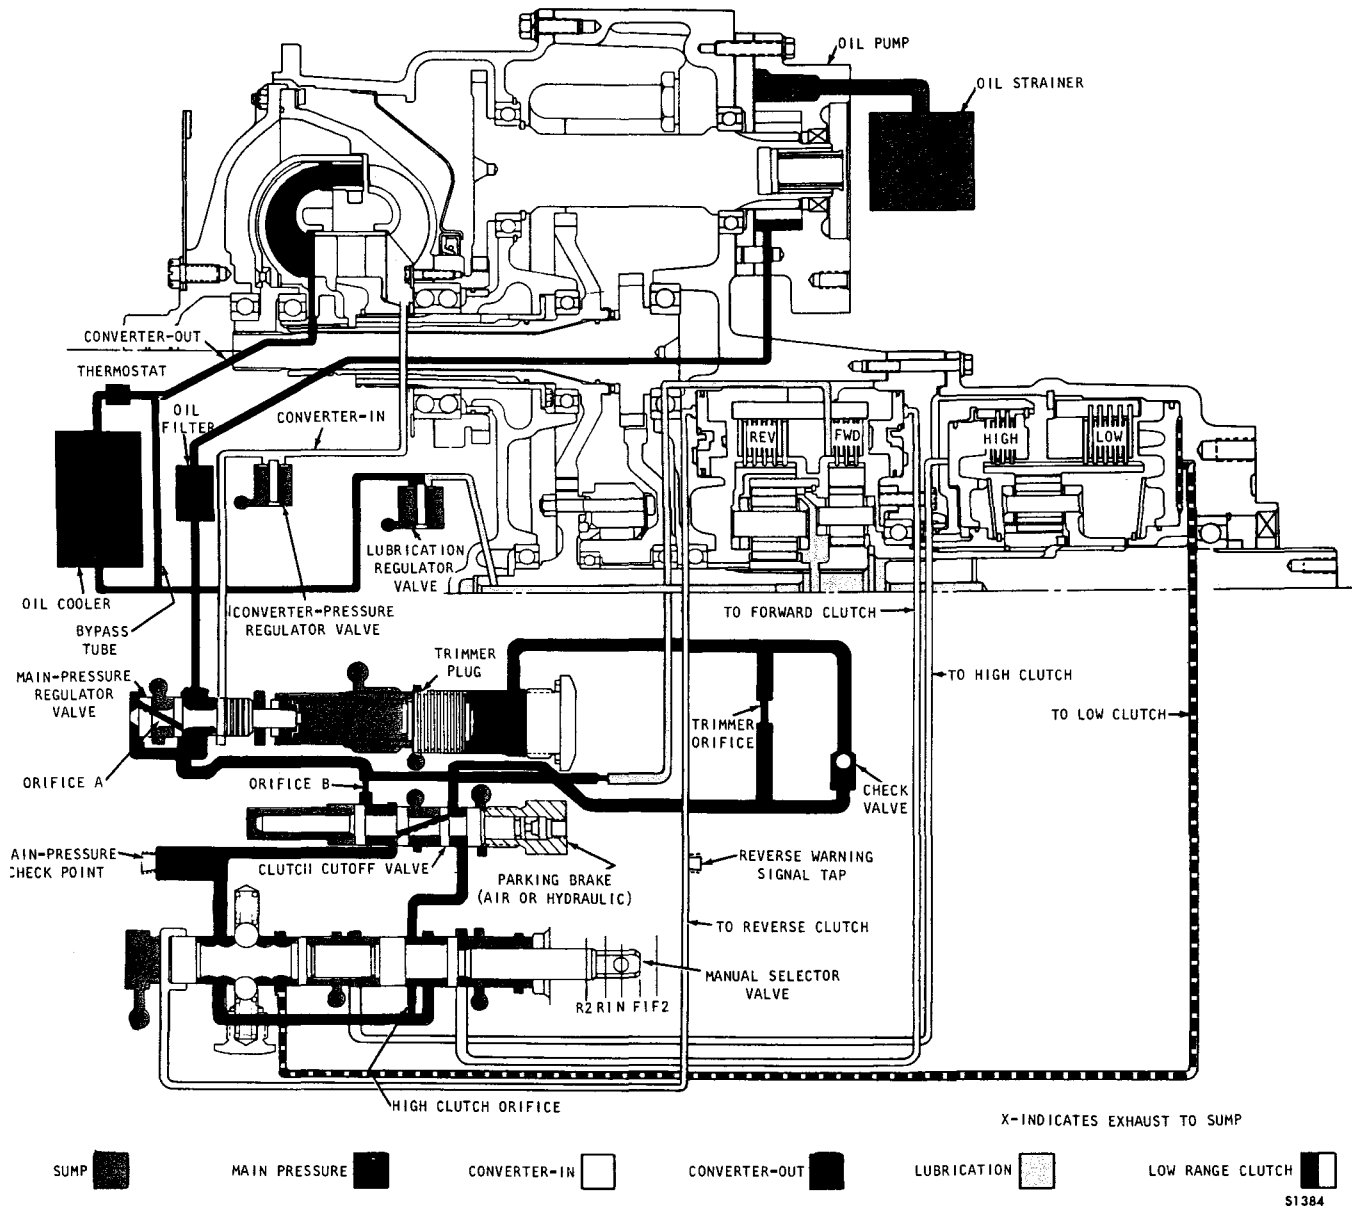 OIL PUMP
OIL STRAINER
CONVERTER-OUT
THERMOSTAT
OIL
FILTER
CONVERTER-IN
REV
FWD
HIGH
LOW
LUBRICATION
REGULATOR
VALVE
OIL COOLER
BYPASS
TUBE
CONVERTER-PRESSURE
REGULATOR VALVE
TO FORWARD CLUTCH
MAIN-PRESSURE
REGULATOR
VALVE
TRIMMER
PLUG
TO HIGH CLUTCH
TO LOW CLUTCH
TRIMMER
ORIFICE
ORIFICE A
ORIFICE B
CHECK
VALVE
AIN-PRESSURE
CHECK POINT
CLUTCH CUTOFF VALVE
PARKING BRAKE
(AIR OR HYDRAULIC)
REVERSE WARNING
SIGNAL TAP
TO REVERSE CLUTCH
MANUAL SELECTOR
VALVE
R2 R1 N F1 F2
HIGH CLUTCH ORIFICE
X-INDICATES EXHAUST TO SUMP
SUMP
MAIN PRESSURE
CONVERTER-IN
CONVERTER-OUT
LUBRICATION
LOW RANGE CLUTCH
S1384